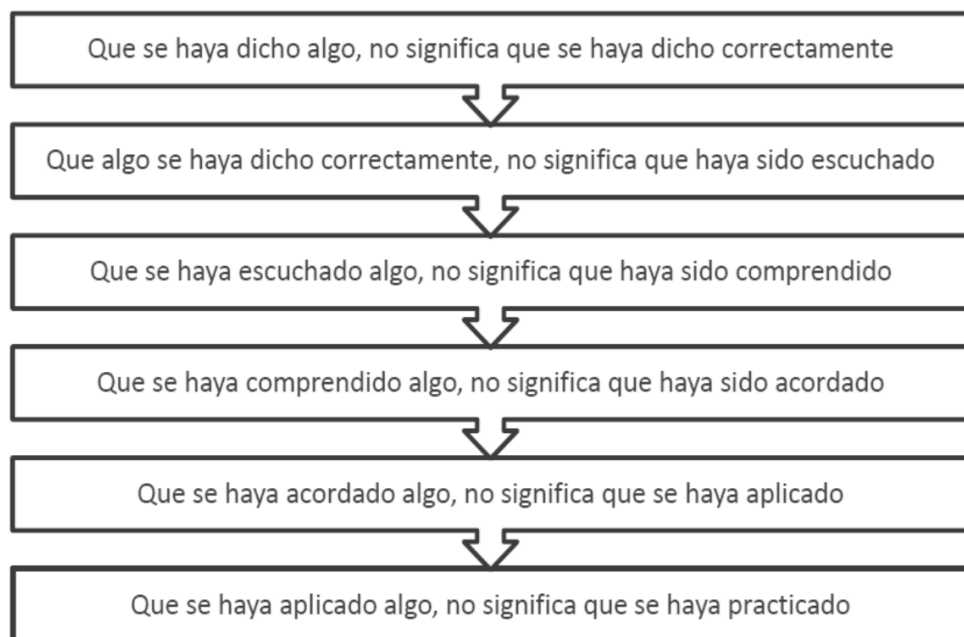 Que se haya dicho algo, no significa que se haya dicho correctamente
Que algo se haya dicho correctamente, no significa que haya sido escuchado
Que se haya escuchado algo, no significa que haya sido comprendido
Que se haya comprendido algo, no significa que haya sido acordado
Que se haya acordado algo, no significa que se haya aplicado
Que se haya aplicado algo, no significa que se haya practicado